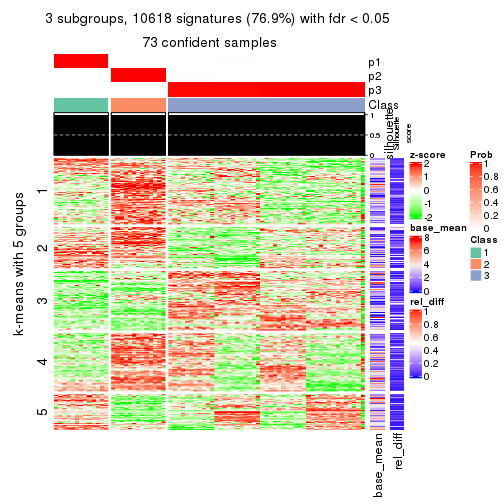 3 subgroups, 10618 signatures (76.9%) with fdr < 0.05
73 confident samples
p1
p2
p3
Class
1
0.5
0
silhouette
Silhouette
score
k-means with 5 groups
1
2
3
4
5
base_mean
rel_diff
z-score
2
1
0
-1
-2
base_mean
8
6
4
2
0
rel_diff
1
0.8
0.6
0.4
0.2
0
Prob
1
0.8
0.6
0.4
0.2
0
Class
1
2
3